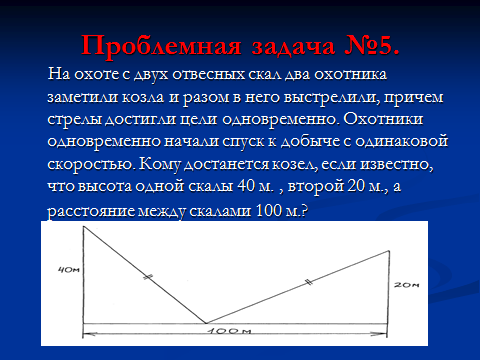 Проблемная задача №5.
На охоте с двух отвесных скал два охотника
заметили козла и разом в него выстрелили, причем
стрелы достигли цели одновременно. Охотники
одновременно начали спуск к добыче с одинаковой
скоростью. Кому достанется козел, если известно,
что высота одной скалы 40 м. , второй 20 м., а
расстояние между скалами 100 м.?
40м
20м
100м